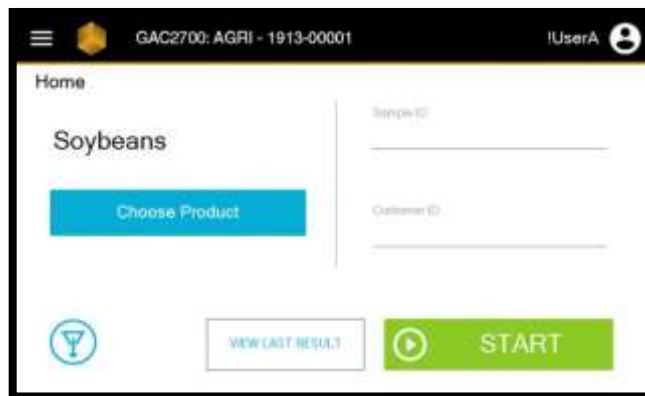 GAC2700: AGRI - 1913-00001
!UserA
Home
Soybeans
Choose Product
Sample ID
Customer ID
VIEW LAST RESULT
START